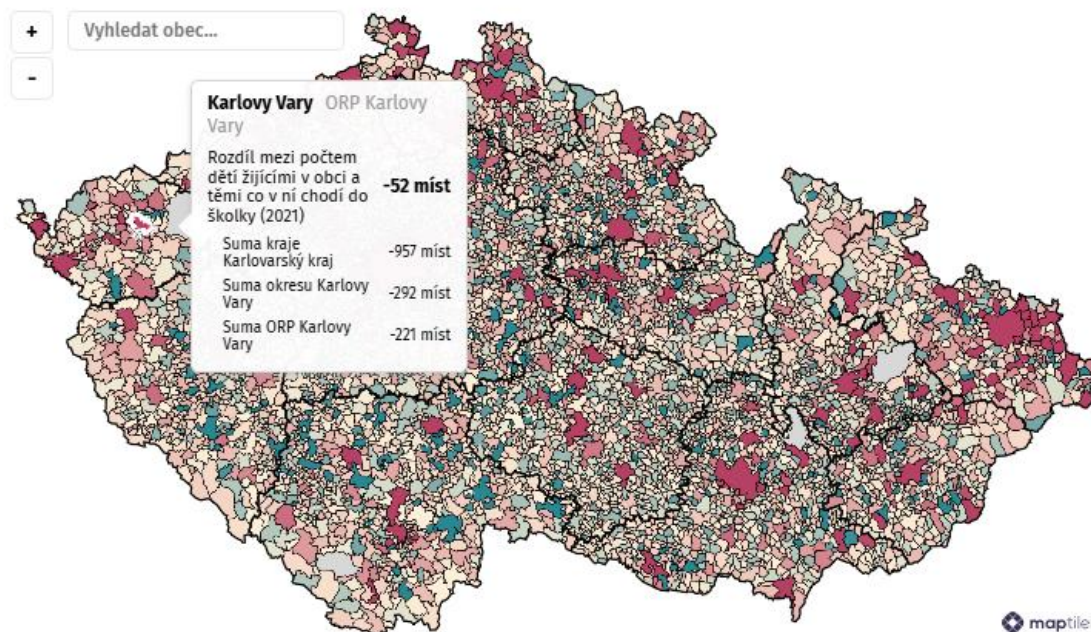 +
Vyhledat obec...
-
Karlovy Vary ORP Karlovy
Vary
Rozdíl mezi počtem
dětí žijícími v obci a
těmi co v ní chodí do
školky (2021)
-52 míst
Suma kraje
Karlovarský kraj
-957 míst
Suma okresu Karlovy
Vary
-292 míst
Suma ORP Karlovy
Vary
-221 míst
maptile